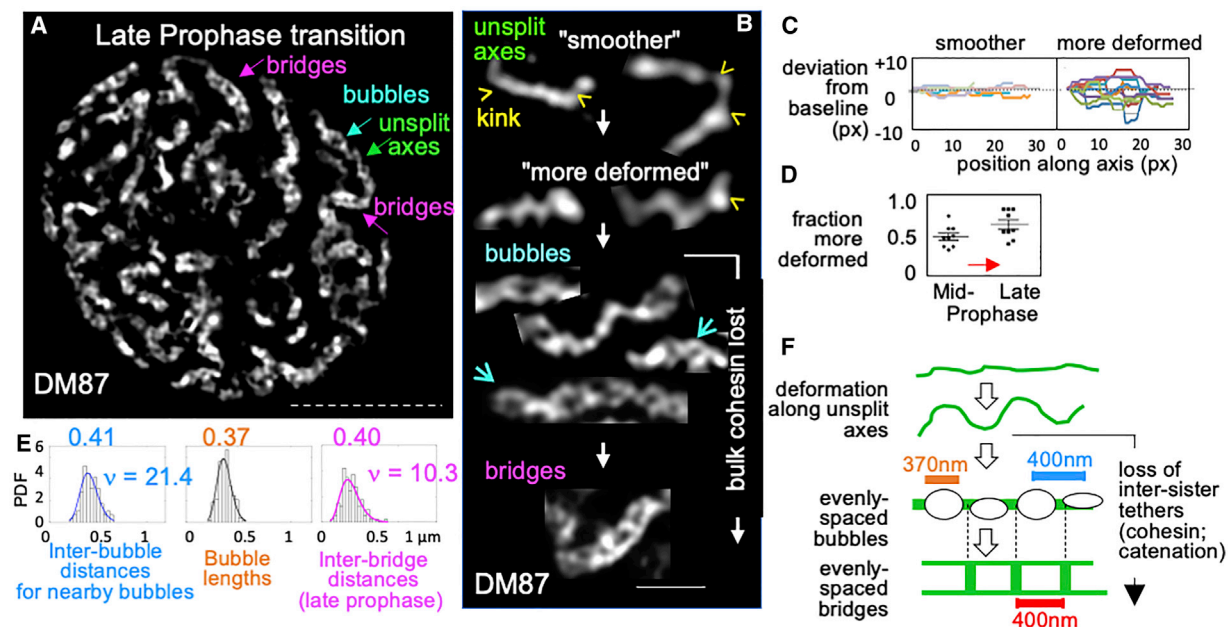 A
Late Prophase transition
bridges
bubbles
unsplit
axes
bridges
DM87
B
unsplit
axes
"smoother"
kink
"more deformed"
bubbles
bulk cohesin lost
bridges
DM87
C
smoother
more deformed
deviation
from
baseline
(px)
+10
0
-10
0
10
20
30
0
10
20
30
position along axis (px)
D
fraction
more
deformed
1.0
0.5
0
Mid-
Late
Prophase
E
0.41
0.37
0.40
PDF
6
4
2
0
ν = 21.4
ν = 10.3
0
0.5
1
0
0.5
1
0
0.5
1 μm
Inter-bubble
distances
for nearby bubbles
Bubble
lengths
Inter-bridge
distances
(late prophase)
F
deformation
along unsplit
axes
370nm
400nm
evenly-
spaced
bubbles
loss of
inter-sister
tethers
(cohesin;
catenation)
evenly-
spaced
bridges
400nm